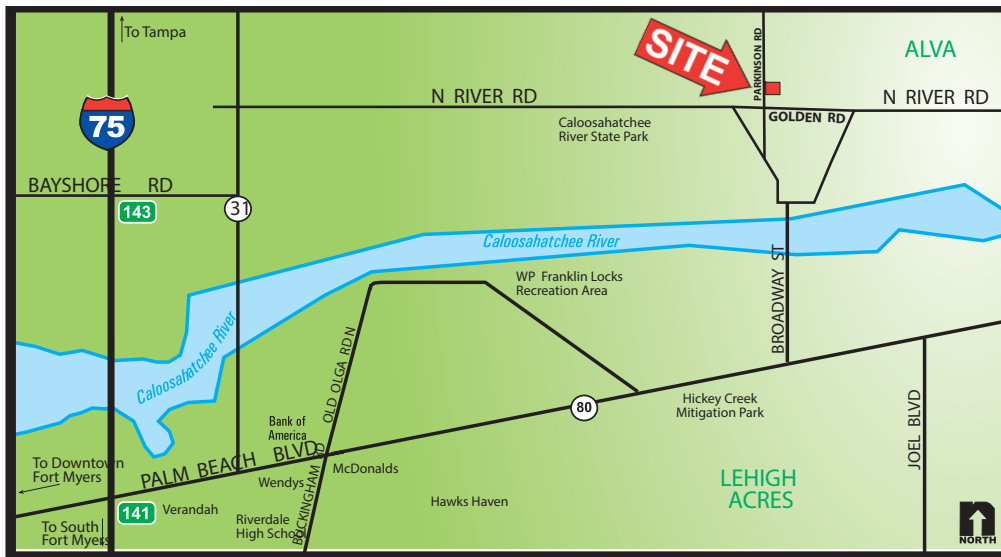 To Tampa
SITE
PARKINSON RD
ALVA
75
N RIVER RD
N RIVER RD
GOLDEN RD
Caloosahatchee
River State Park
BAYSHORE RD
143
31
Caloosahatchee River
WP Franklin Locks
Recreation Area
BROADWAY ST
Caloosahatchee River
OLD OLGA RD N
80
Hickey Creek
Mitigation Park
JOEL BLVD
Bank of
America
PALM BEACH BLVD
To Downtown
Fort Myers
McDonalds
Wendys
BUCKINGHAM RD
LEHIGH
ACRES
Hawks Haven
141
Verandah
Riverdale
High School
To South
Fort Myers
NORTH